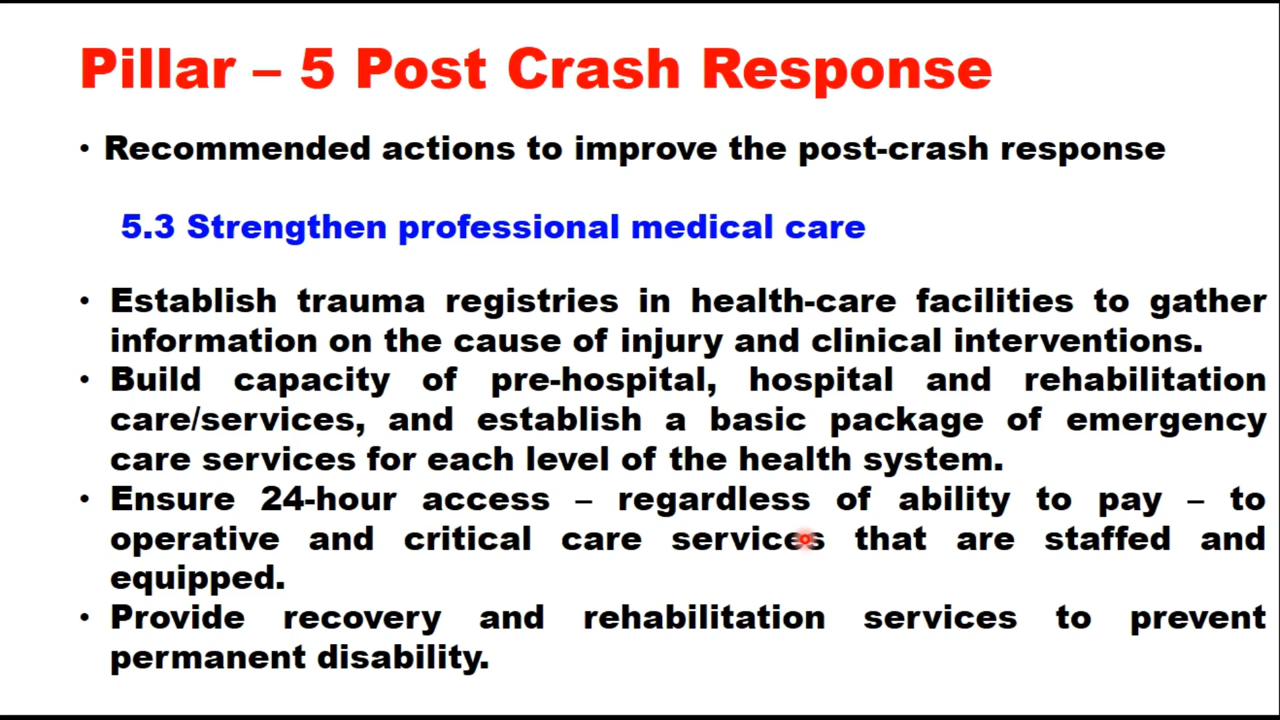 Pillar – 5 Post Crash Response
• Recommended actions to improve the post-crash response
5.3 Strengthen professional medical care
• Establish trauma registries in health-care facilities to gather
information on the cause of injury and clinical interventions.
• Build capacity of pre-hospital, hospital and rehabilitation
care/services, and establish a basic package of emergency
care services for each level of the health system.
• Ensure 24-hour access – regardless of ability to pay – to
operative and critical care services that are staffed and
equipped.
• Provide recovery and rehabilitation services to prevent
permanent disability.